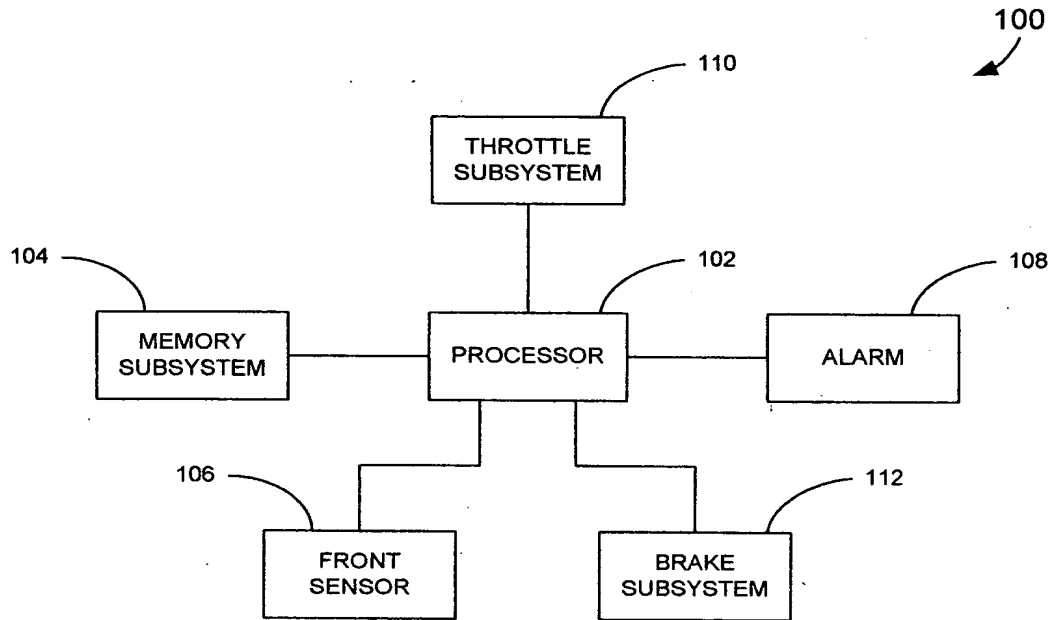 100
110
THROTTLE
SUBSYSTEM
104
102
108
MEMORY
SUBSYSTEM
PROCESSOR
ALARM
106
112
FRONT
SENSOR
BRAKE
SUBSYSTEM